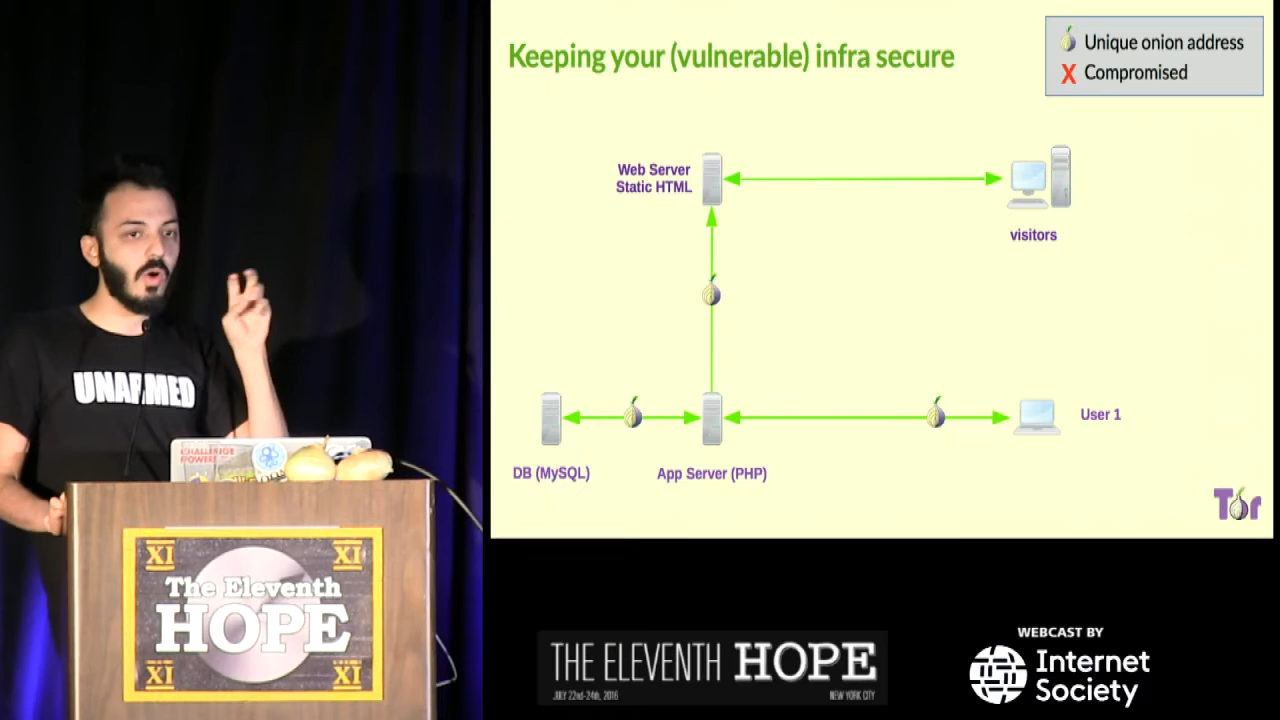 Keeping your (vulnerable) infra secure
Unique onion address
X Compromised
Web Server
Static HTML
visitors
DB (MySQL)
App Server (PHP)
User 1
Tor
UNARMED
CHALLENGE
POWER
XI XI
The Eleventh
HOPE
XI XI
THE ELEVENTH HOPE
JULY 22nd-24th, 2016 NEW YORK CITY
WEBCAST BY
Internet
Society